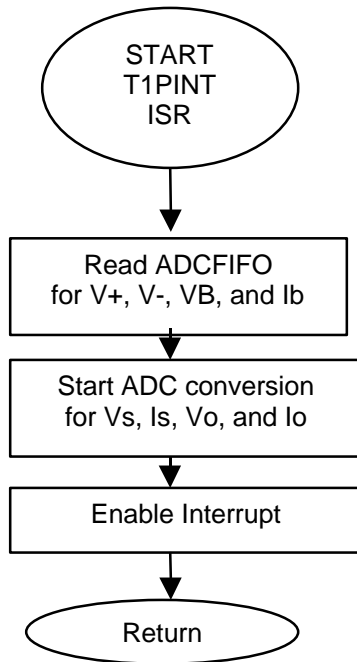 START
T1PINT
ISR
Read ADCFIFO
for V+, V-, VB, and Ib
Start ADC conversion
for Vs, Is, Vo, and Io
Enable Interrupt
Return